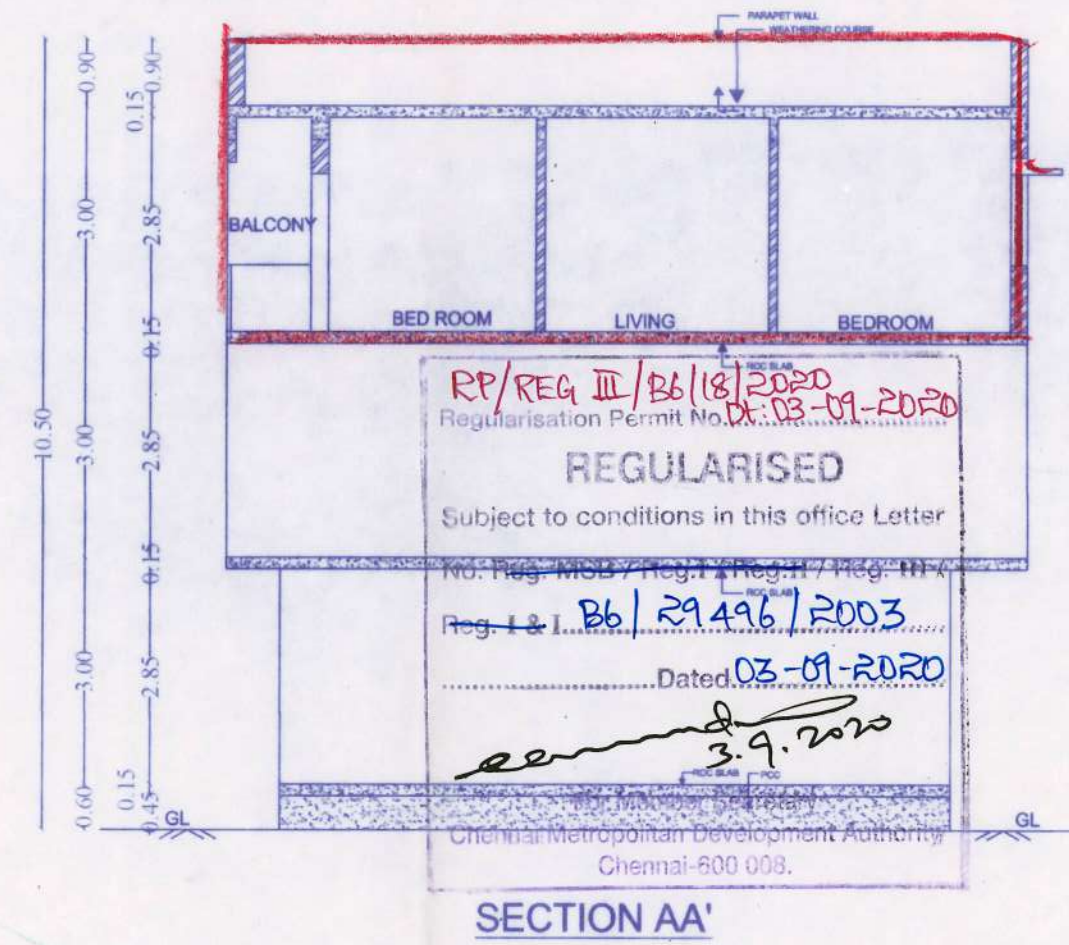 PARAPET WALL
WEATHERING COURSE
0.90
0.90
0.15
3.00
2.85
BALCONY
BED ROOM
LIVING
BEDROOM
0.15
RCC SLAB
RP/REG III/B6/18/2020
Regularisation Permit No. Dt:03-09-2020
10.50
3.00
2.85
REGULARISED
Subject to conditions in this office Letter
0.15
No. Reg. MSB / Reg.I / Reg.II / Reg. III /
RCC SLAB
Reg. I & I B6/29496/2003
3.00
2.85
Dated 03-09-2020
3.9.2020
RCC SLAB
PCC
0.60
0.15
0.45
For Member Secretary
GL
GL
Chennai Metropolitan Development Authority
Chennai-600 008.
SECTION AA'